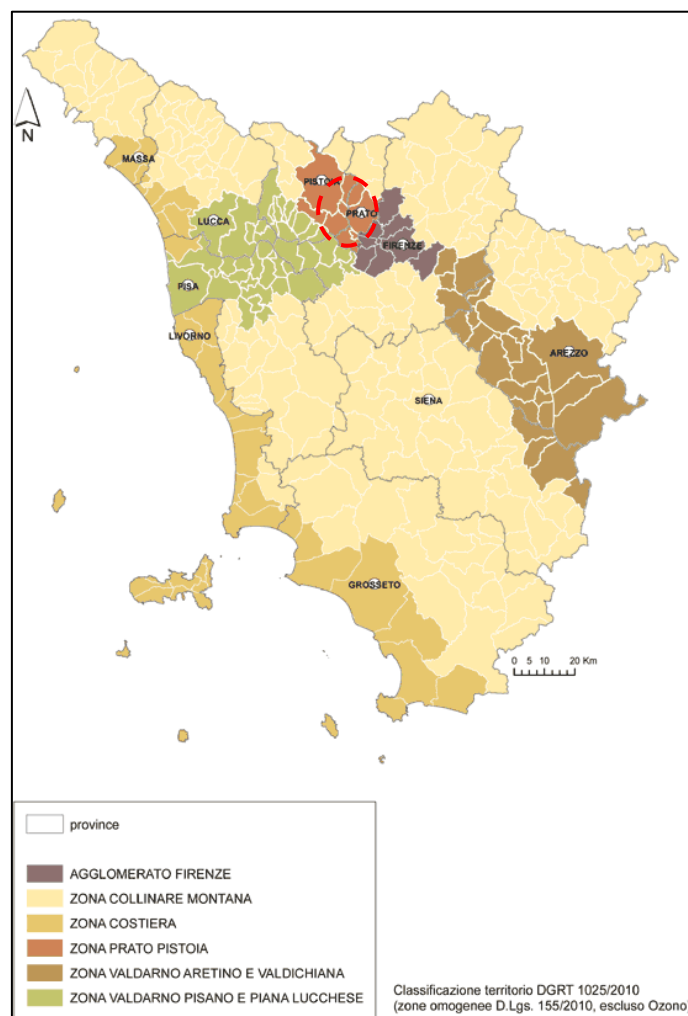 N
MASSA
PISTOIA
PRATO
LUCCA
FIRENZE
PISA
LIVORNO
AREZZO
SIENA
GROSSETO
0 5 10 20 Km
province
AGGLOMERATO FIRENZE
ZONA COLLINARE MONTANA
ZONA COSTIERA
ZONA PRATO PISTOIA
ZONA VALDARNO ARETINO E VALDICHIANA
ZONA VALDARNO PISANO E PIANA LUCCHESE
Classificazione territorio DGRT 1025/2010
(zone omogenee D.Lgs. 155/2010, escluso Ozono)